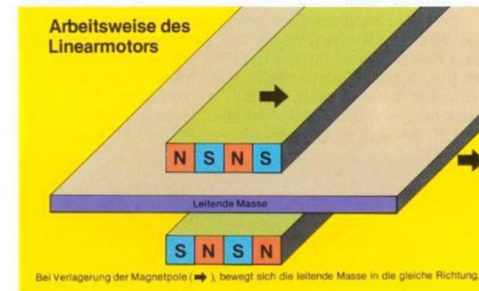 Arbeitsweise des
Linearmotors
N S N S
Leitende Masse
S N S N
Bei Verlagerung der Magnetpole (➡), bewegt sich die leitende Masse in die gleiche Richtung.